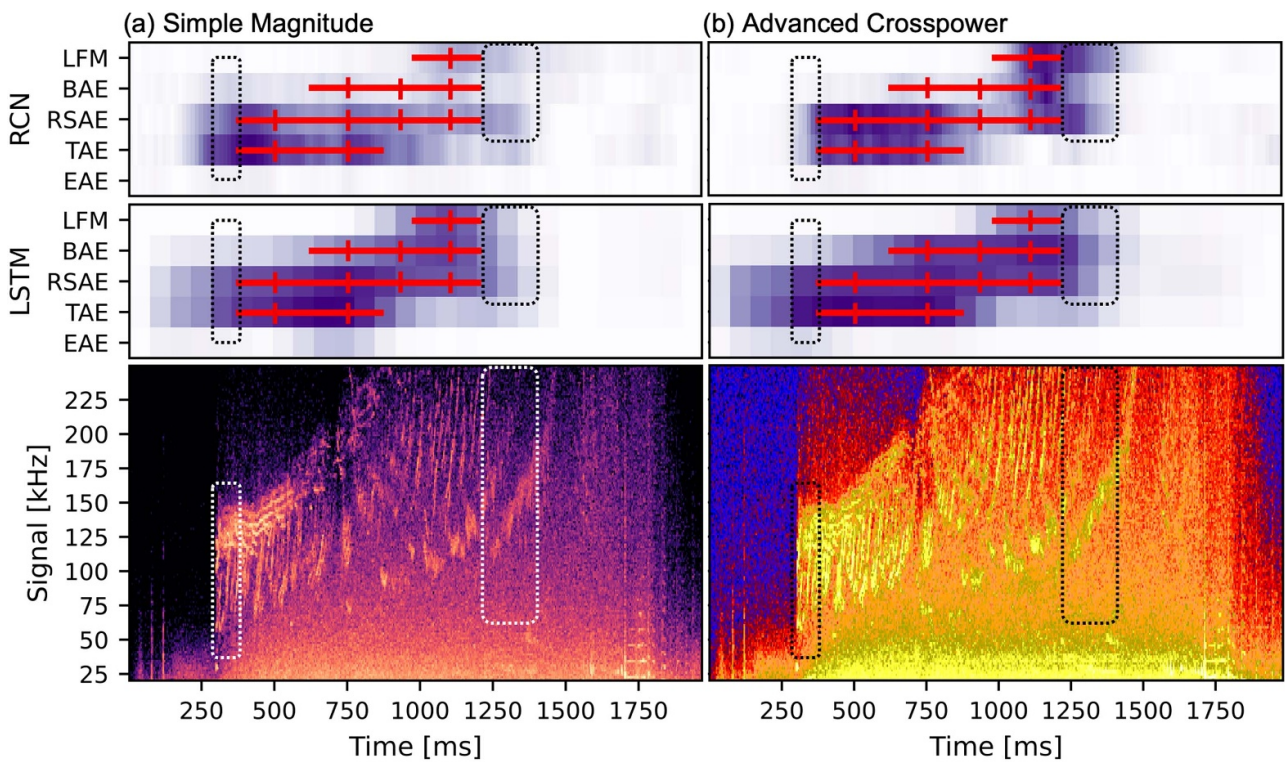 (a) Simple Magnitude
(b) Advanced Crosspower
RCN
LFM
BAE
RSAE
TAE
EAE
LSTM
LFM
BAE
RSAE
TAE
EAE
Signal [kHz]
225
200
175
150
125
100
75
50
25
250 500 750 1000 1250 1500 1750
250 500 750 1000 1250 1500 1750
Time [ms]
Time [ms]